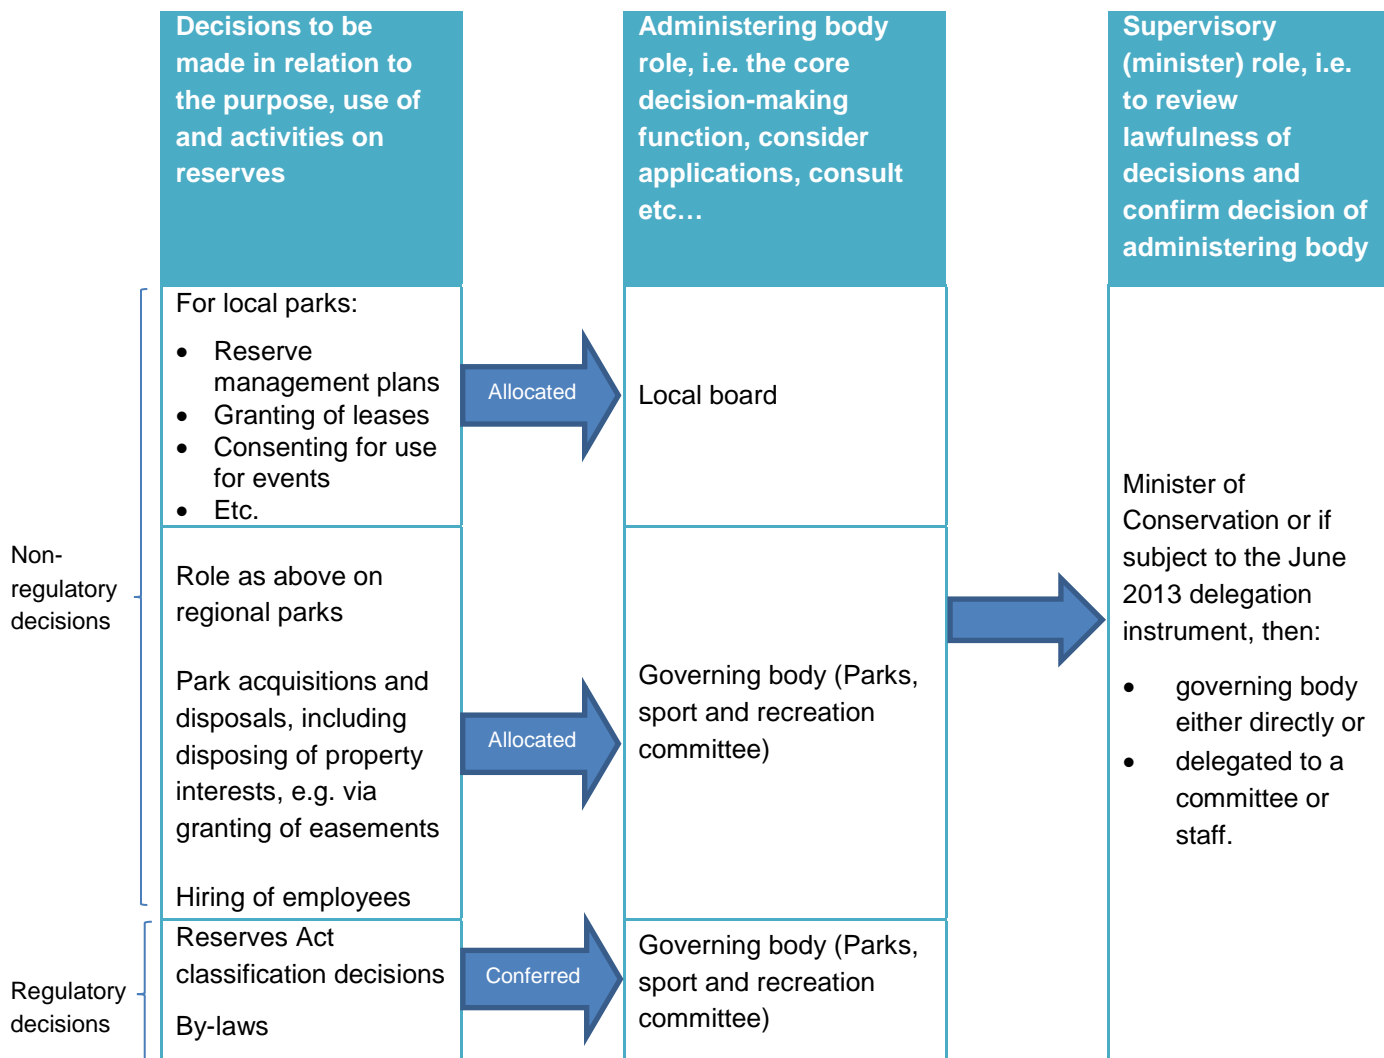 Decisions to be
made in relation to
the purpose, use of
and activities on
reserves
Administering body
role, i.e. the core
decision-making
function, consider
applications, consult
etc…
Supervisory
(minister) role, i.e.
to review
lawfulness of
decisions and
confirm decision of
administering body
Non-
regulatory
decisions
For local parks:
• Reserve
management plans
• Granting of leases
• Consenting for use
for events
• Etc.
Allocated
Local board
Role as above on
regional parks
Park acquisitions and
disposals, including
disposing of property
interests, e.g. via
granting of easements
Hiring of employees
Allocated
Governing body (Parks,
sport and recreation
committee)
Minister of
Conservation or if
subject to the June
2013 delegation
instrument, then:
• governing body
either directly or
• delegated to a
committee or
staff.
Regulatory
decisions
Reserves Act
classification decisions
By-laws
Conferred
Governing body (Parks,
sport and recreation
committee)